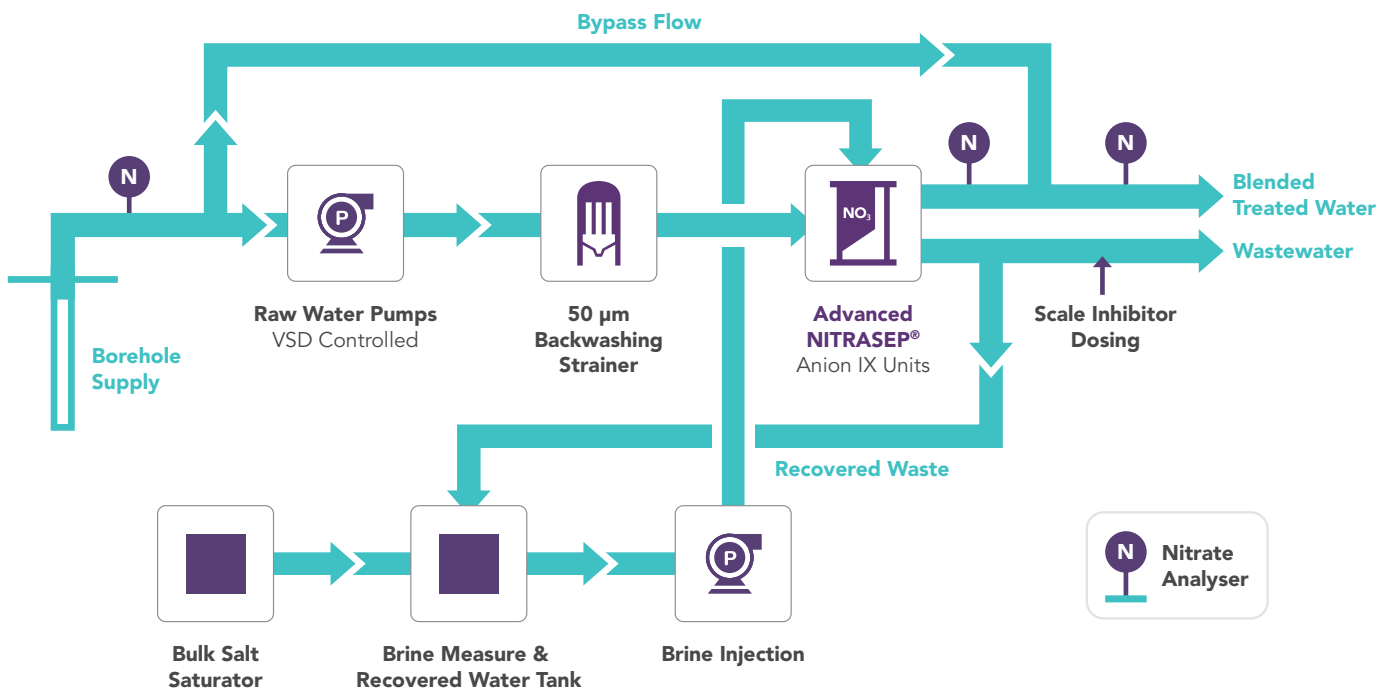 Bypass Flow
N
N
N
Blended
Treated Water
P
NO₃
Wastewater
Raw Water Pumps
VSD Controlled
50 µm
Backwashing
Strainer
Advanced
NITRASEP®
Anion IX Units
Scale Inhibitor
Dosing
Borehole
Supply
Recovered Waste
P
N
Nitrate
Analyser
Bulk Salt
Saturator
Brine Measure &
Recovered Water Tank
Brine Injection